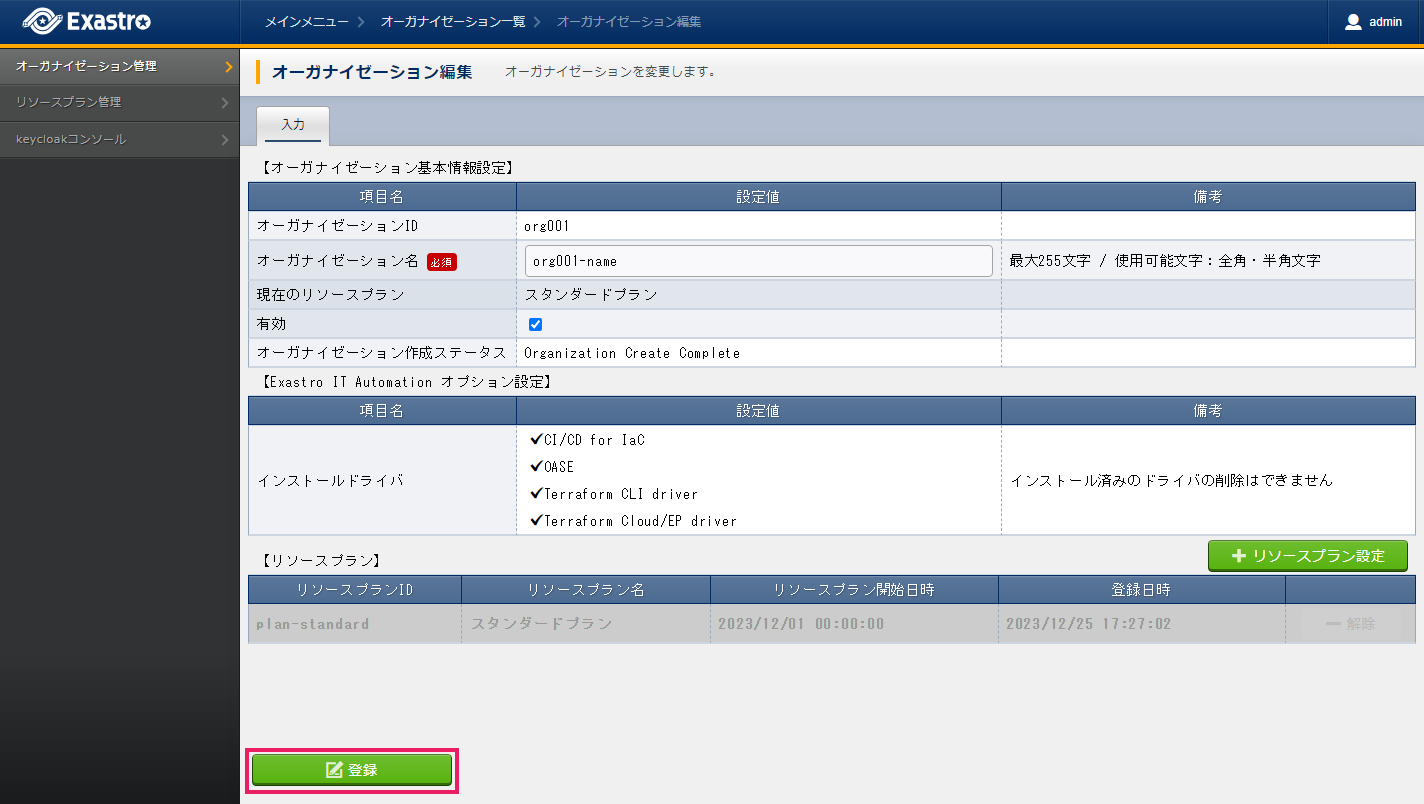 Exastro
メインメニュー オーガナイゼーション一覧 オーガナイゼーション編集
admin
オーガナイゼーション管理
リソースプラン管理
keycloakコンソール
オーガナイゼーション編集 オーガナイゼーションを変更します。
入力
【オーガナイゼーション基本情報設定】
項目名 設定値 備考
オーガナイゼーションID org001
オーガナイゼーション名 必須 org001-name 最大255文字 / 使用可能文字：全角・半角文字
現在のリソースプラン スタンダードプラン
有効
オーガナイゼーション作成ステータス Organization Create Complete
【Exastro IT Automation オプション設定】
項目名 設定値 備考
インストールドライバ
✔CI/CD for IaC
✔OASE
✔Terraform CLI driver
✔Terraform Cloud/EP driver
インストール済みのドライバの削除はできません
【リソースプラン】
＋ リソースプラン設定
リソースプランID リソースプラン名 リソースプラン開始日時 登録日時
plan-standard スタンダードプラン 2023/12/01 00:00:00 2023/12/25 17:27:02 ー 解除
登録